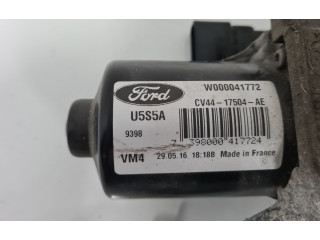 Ford
W000041772
CV44-17504-AE
U5S5A
9398
7 398000 417724
VM4
29.05.16 18:18B Made in France